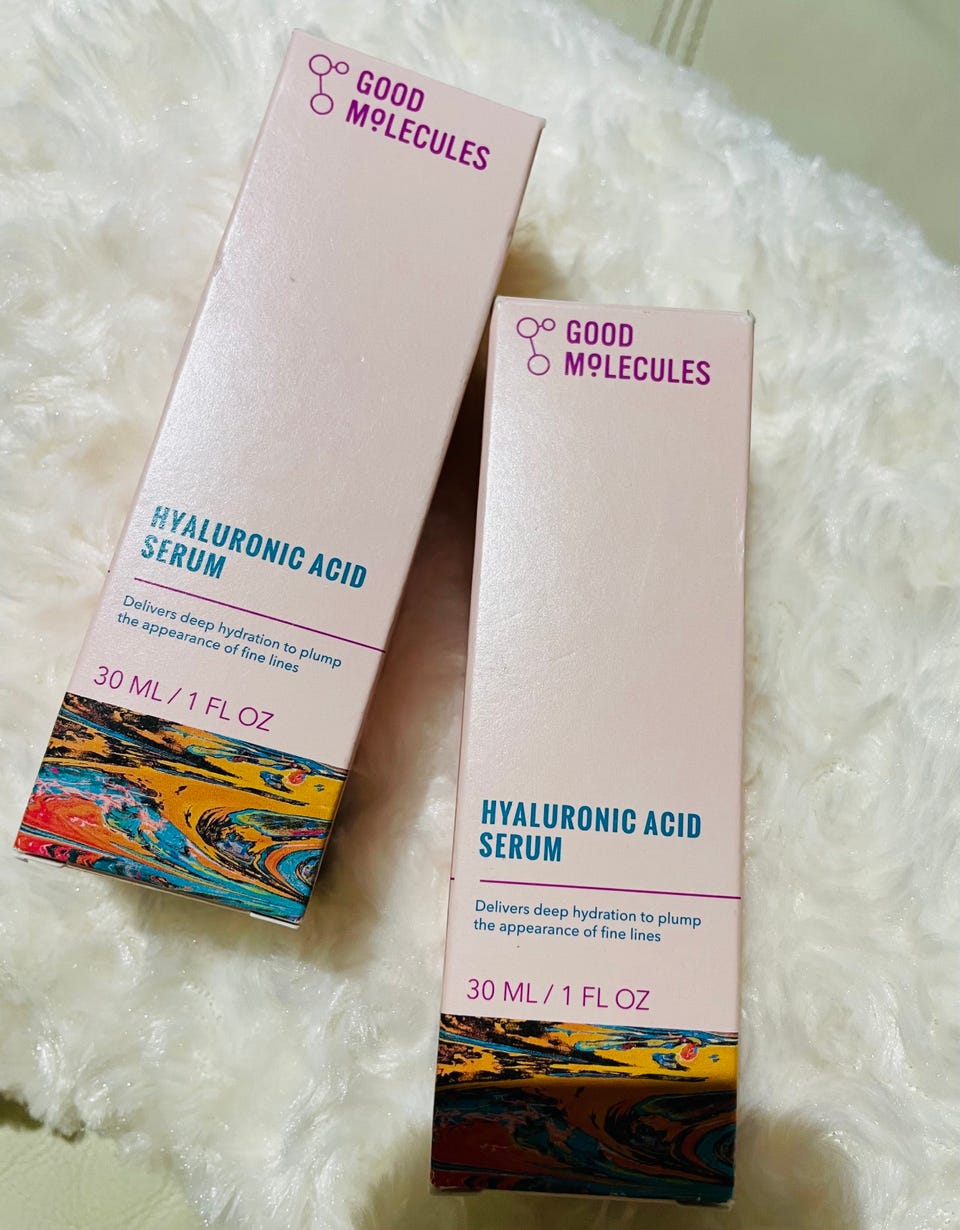 GOOD
MOLECULES
HYALURONIC ACID
SERUM
Delivers deep hydration to plump
the appearance of fine lines
30 ML / 1 FL OZ
GOOD
MOLECULES
HYALURONIC ACID
SERUM
Delivers deep hydration to plump
the appearance of fine lines
30 ML / 1 FL OZ